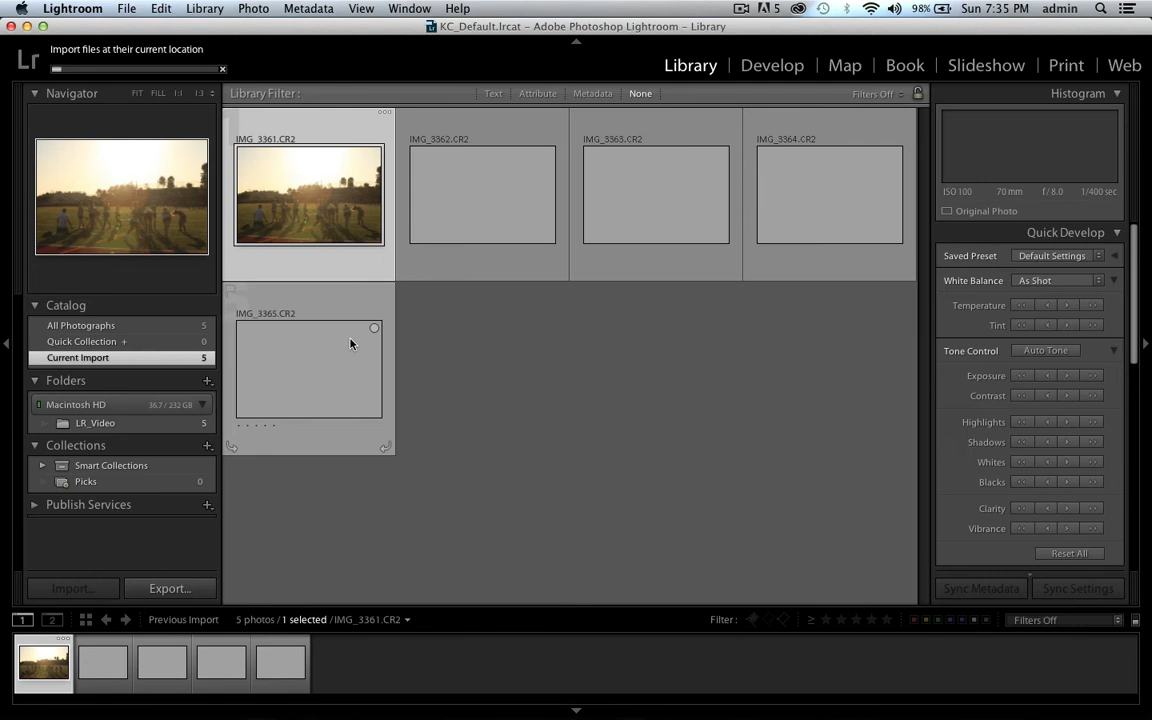 Lightroom File Edit Library Photo Metadata View Window Help 5 98% Sun 7:35 PM admin
KC_Default.lrcat - Adobe Photoshop Lightroom - Library
Lr Import files at their current location
Library | Develop | Map | Book | Slideshow | Print | Web
Navigator FIT FILL 1:1 1:3
Library Filter : Text Attribute Metadata None Filters Off
Histogram
IMG_3361.CR2 IMG_3362.CR2 IMG_3363.CR2 IMG_3364.CR2
ISO 100 70 mm f / 8.0 1/400 sec
Original Photo
Quick Develop
Saved Preset Default Settings
White Balance As Shot
Temperature
Tint
Tone Control Auto Tone
Exposure
Contrast
Highlights
Shadows
Whites
Blacks
Clarity
Vibrance
Reset All
Catalog
All Photographs 5
Quick Collection + 0
Current Import 5
Folders
Macintosh HD 36.7 / 232 GB
LR_Video 5
Collections
Smart Collections
Picks 0
Publish Services
IMG_3365.CR2
Import... Export...
Sync Metadata Sync Settings
1 2 Previous Import 5 photos / 1 selected / IMG_3361.CR2 Filter : ≥ Filters Off